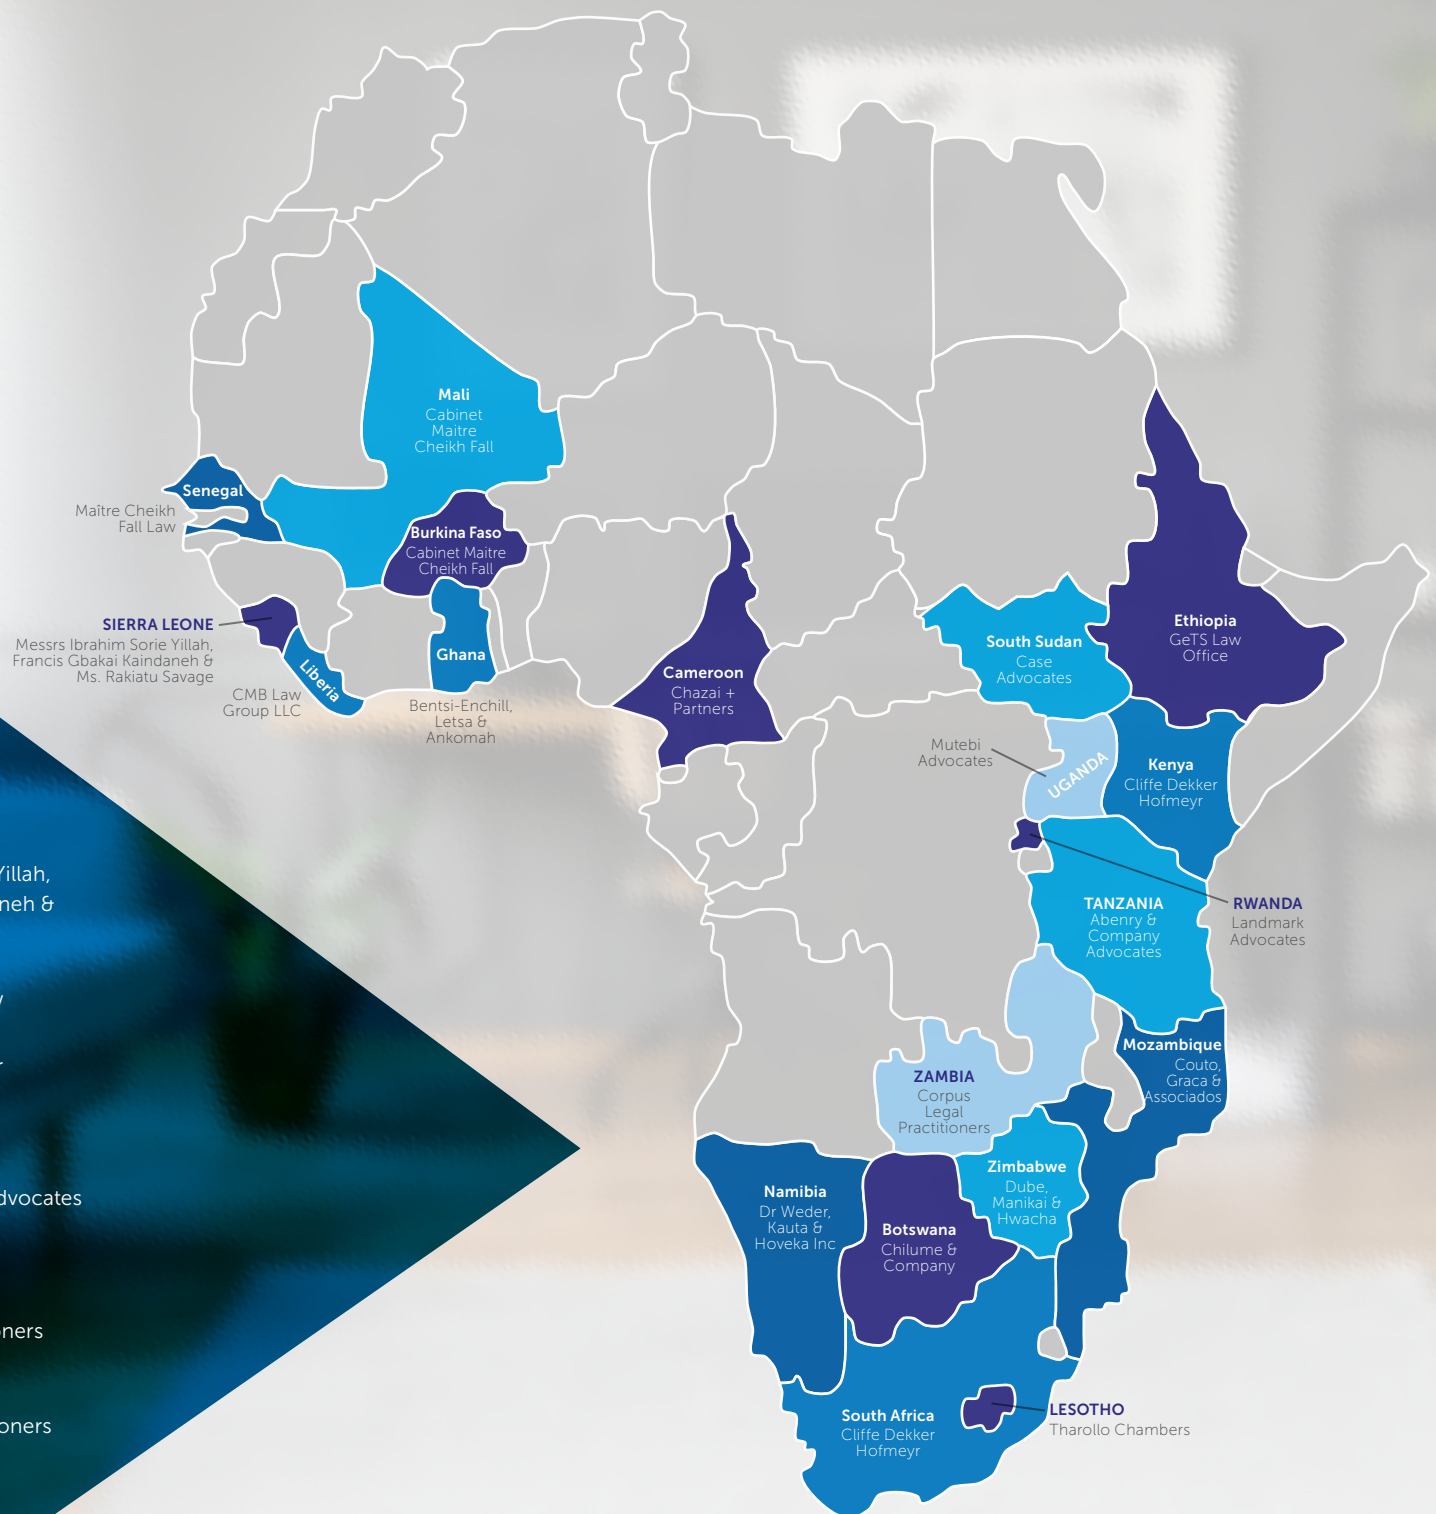 Mali
Cabinet
Maitre
Cheikh Fall
Senegal
Maître Cheikh
Fall Law
Burkina Faso
Cabinet Maitre
Cheikh Fall
SIERRA LEONE
Messrs Ibrahim Sorie Yillah,
Francis Gbakai Kaindaneh &
Ms. Rakiatu Savage
Liberia
CMB Law
Group LLC
Ghana
Bentsi-Enchill,
Letsa &
Ankomah
Cameroon
Chazai +
Partners
South Sudan
Case
Advocates
Ethiopia
GeTS Law
Office
Mutebi
Advocates
UGANDA
Kenya
Cliffe Dekker
Hofmeyr
TANZANIA
Abenry &
Company
Advocates
RWANDA
Landmark
Advocates
Mozambique
Couto,
Graca &
Associados
ZAMBIA
Corpus
Legal
Practitioners
Zimbabwe
Dube,
Manikai &
Hwacha
Namibia
Dr Weder,
Kauta &
Hoveka Inc
Botswana
Chilume &
Company
South Africa
Cliffe Dekker
Hofmeyr
LESOTHO
Tharollo Chambers
Yillah,
neh &
dvocates
ners
oners